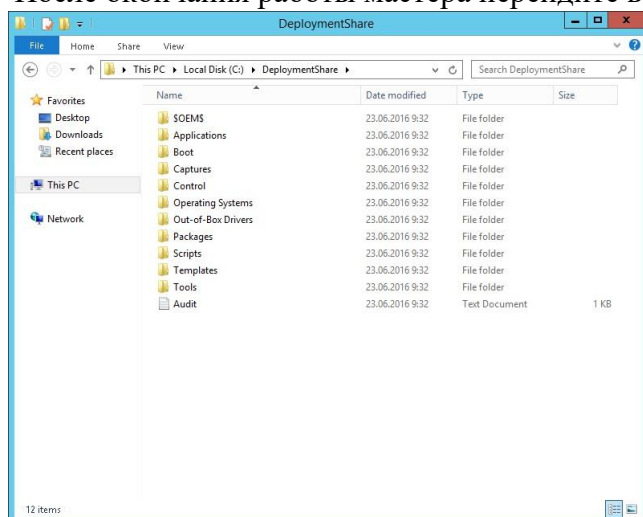 После окончания работы мастера перейдите в
DeploymentShare
File Home Share View
This PC Local Disk (C:) DeploymentShare Search DeploymentShare
Name Date modified Type Size
Favorites
Desktop
Downloads
Recent places
This PC
Network
$OEM$ 23.06.2016 9:32 File folder
Applications 23.06.2016 9:32 File folder
Boot 23.06.2016 9:32 File folder
Captures 23.06.2016 9:32 File folder
Control 23.06.2016 9:32 File folder
Operating Systems 23.06.2016 9:32 File folder
Out-of-Box Drivers 23.06.2016 9:32 File folder
Packages 23.06.2016 9:32 File folder
Scripts 23.06.2016 9:32 File folder
Templates 23.06.2016 9:32 File folder
Tools 23.06.2016 9:32 File folder
Audit 23.06.2016 9:32 Text Document 1 KB
12 items